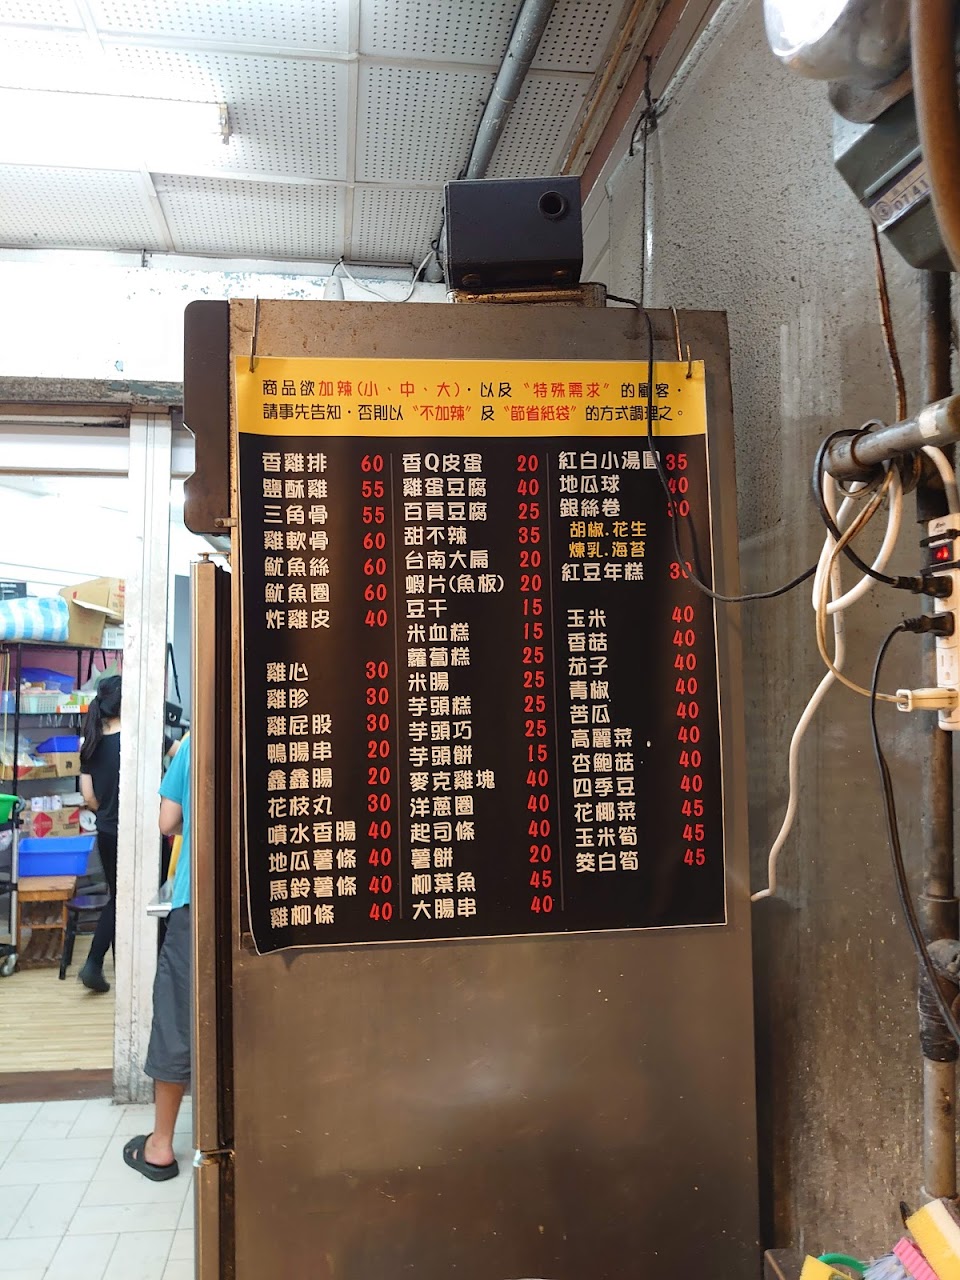 商品欲加辣(小、中、大)，以及〝特殊需求〞的顧客，
請事先告知，否則以〝不加辣〞及〝節省紙袋〞的方式調理之。
香雞排 60
鹽酥雞 55
三角骨 55
雞軟骨 60
魷魚絲 60
魷魚圈 60
炸雞皮 40
雞心 30
雞胗 30
雞屁股 30
鴨腸串 20
鑫鑫腸 20
花枝丸 30
噴水香腸 40
地瓜薯條 40
馬鈴薯條 40
雞柳條 40
香Q皮蛋 20
雞蛋豆腐 40
百頁豆腐 25
甜不辣 35
台南大扁 20
蝦片(魚板) 20
豆干 15
米血糕 15
蘿蔔糕 25
米腸 25
芋頭糕 25
芋頭巧 25
芋頭餅 15
麥克雞塊 40
洋蔥圈 40
起司條 40
薯餅 20
柳葉魚 45
大腸串 40
紅白小湯圓 35
地瓜球 40
銀絲卷 30
胡椒.花生
煉乳.海苔
紅豆年糕 30
玉米 40
香菇 40
茄子 40
青椒 40
苦瓜 40
高麗菜 40
杏鮑菇 40
四季豆 40
花椰菜 45
玉米筍 45
筊白筍 45